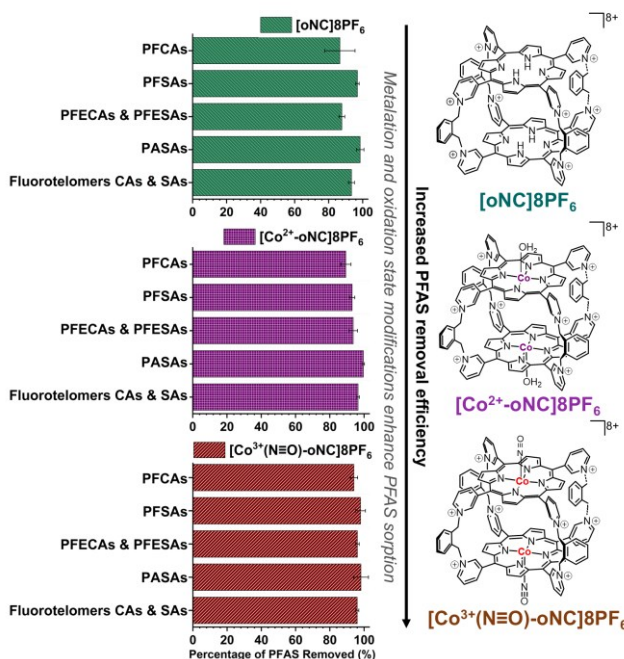 [oNC]8PF6
PFCAs
PFSAs
PFECAs & PFESAs
PASAs
Fluorotelomers CAs & SAs
0 20 40 60 80 100
[Co2+-oNC]8PF6
PFCAs
PFSAs
PFECAs & PFESAs
PASAs
Fluorotelomers CAs & SAs
0 20 40 60 80 100
[Co3+(N≡O)-oNC]8PF6
PFCAs
PFSAs
PFECAs & PFESAs
PASAs
Fluorotelomers CAs & SAs
0 20 40 60 80 100
Percentage of PFAS Removed (%)
Metalation and oxidation state modifications enhance PFAS sorption
Increased PFAS removal efficiency
8+
[oNC]8PF6
8+
OH2
Co
Co
OH2
[Co2+-oNC]8PF6
8+
N≡O
Co
Co
N≡O
[Co3+(N≡O)-oNC]8PF6